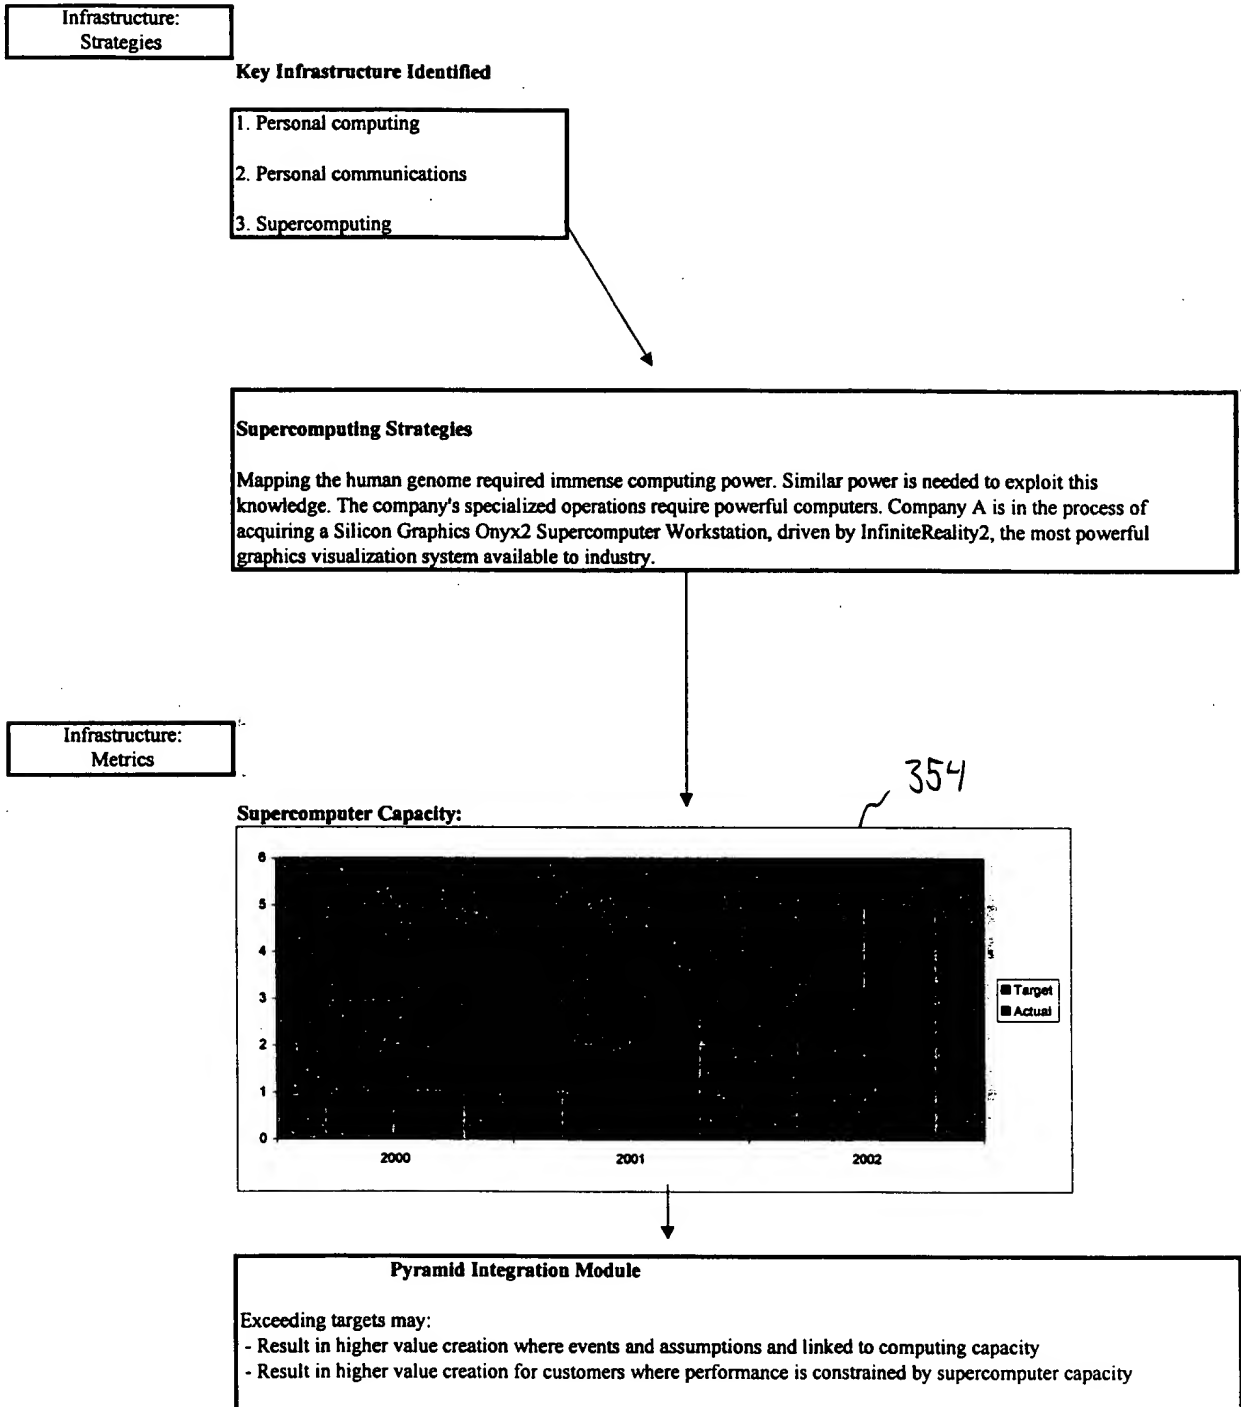 Infrastructure:
Strategies
Key Infrastructure Identified
1. Personal computing
2. Personal communications
3. Supercomputing
Supercomputing Strategies
Mapping the human genome required immense computing power. Similar power is needed to exploit this
knowledge. The company's specialized operations require powerful computers. Company A is in the process of
acquiring a Silicon Graphics Onyx2 Supercomputer Workstation, driven by InfiniteReality2, the most powerful
graphics visualization system available to industry.
Infrastructure:
Metrics
354
Supercomputer Capacity:
6
5
4
3
2
1
0
2000 2001 2002
Target
Actual
Pyramid Integration Module
Exceeding targets may:
- Result in higher value creation where events and assumptions and linked to computing capacity
- Result in higher value creation for customers where performance is constrained by supercomputer capacity